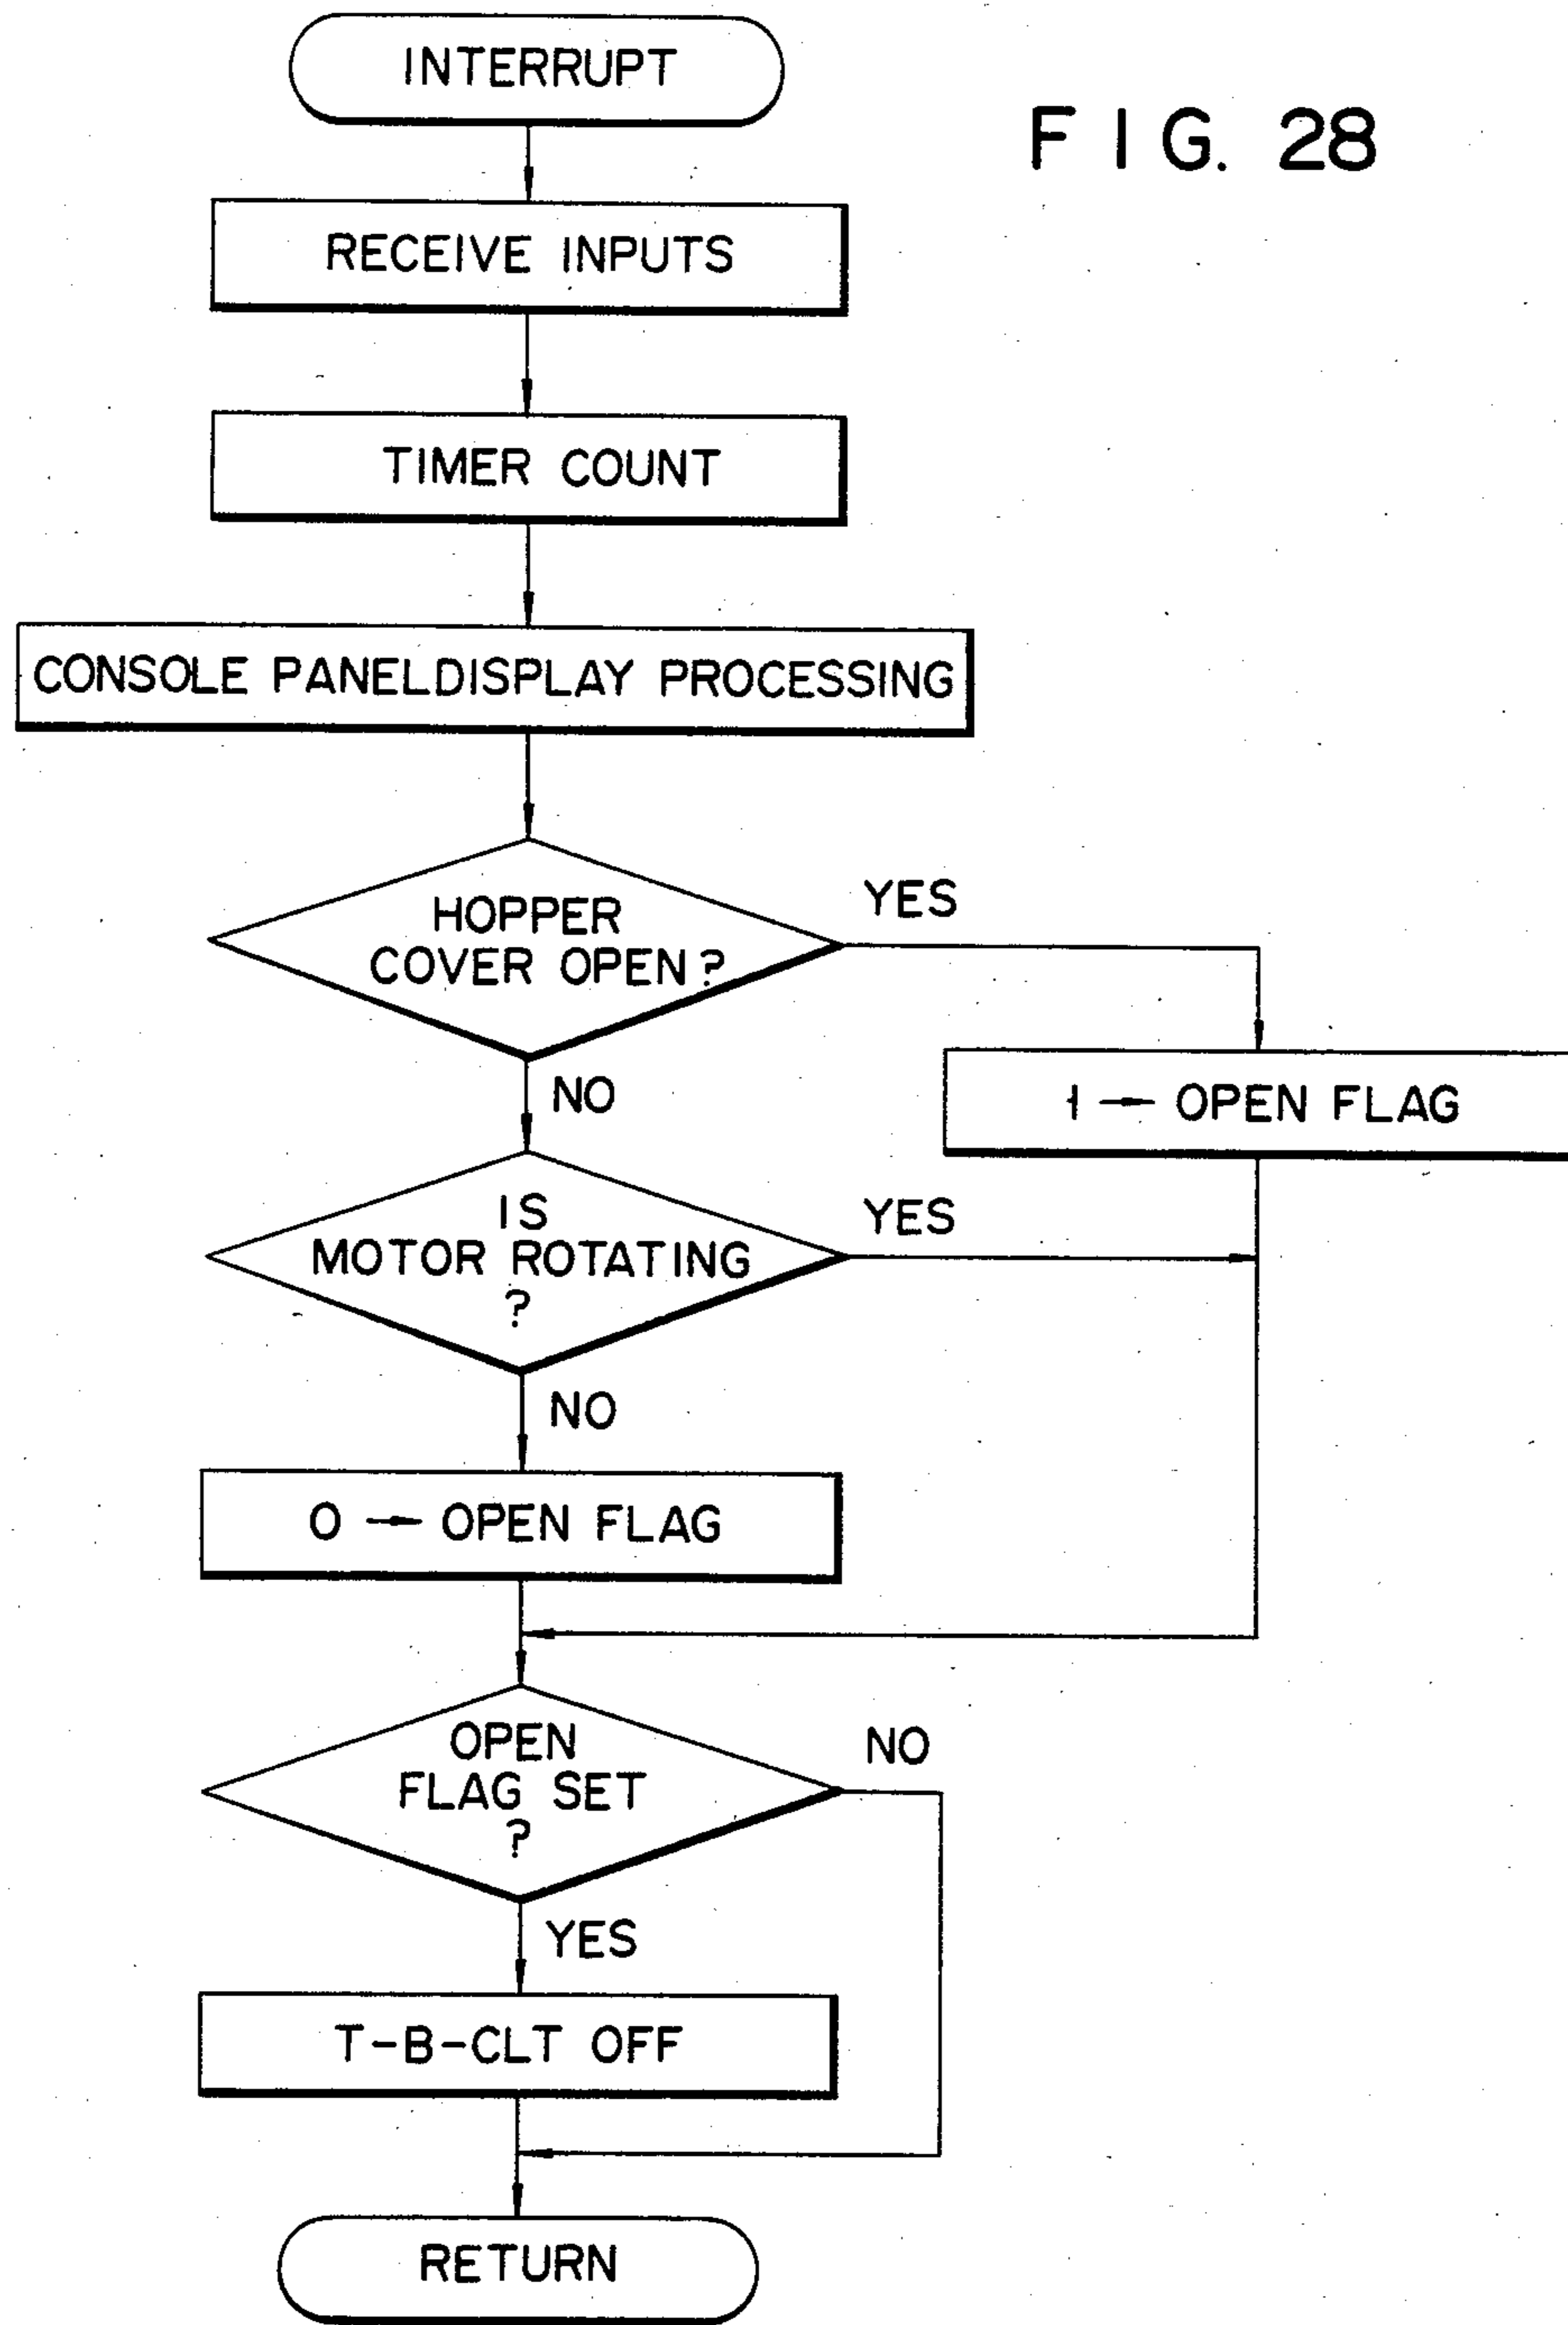 INTERRUPT
F I G. 28
RECEIVE INPUTS
TIMER COUNT
CONSOLE PANELDISPLAY PROCESSING
HOPPER
COVER OPEN?
YES
NO
1 → OPEN FLAG
IS
MOTOR ROTATING
?
YES
NO
0 → OPEN FLAG
OPEN
FLAG SET
?
NO
YES
T-B-CLT OFF
RETURN